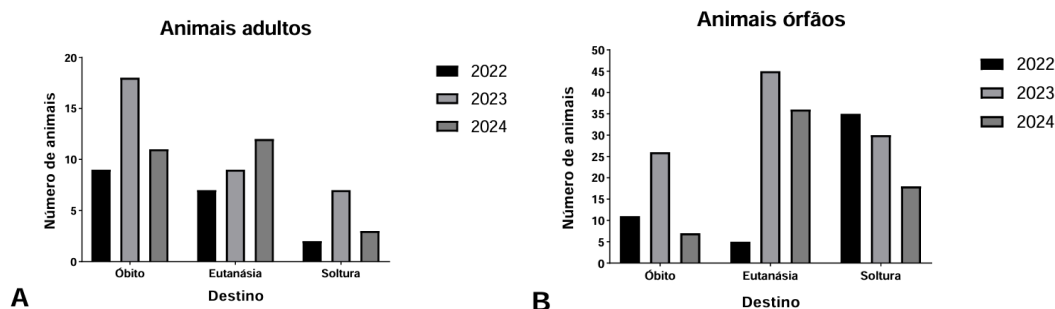 Animais adultos
20
15
10
5
0
Número de animais
Óbito
Eutanásia
Soltura
Destino
2022
2023
2024
A
Animais órfãos
50
45
40
35
30
25
20
15
10
5
0
Número de animais
Óbito
Eutanásia
Soltura
Destino
2022
2023
2024
B